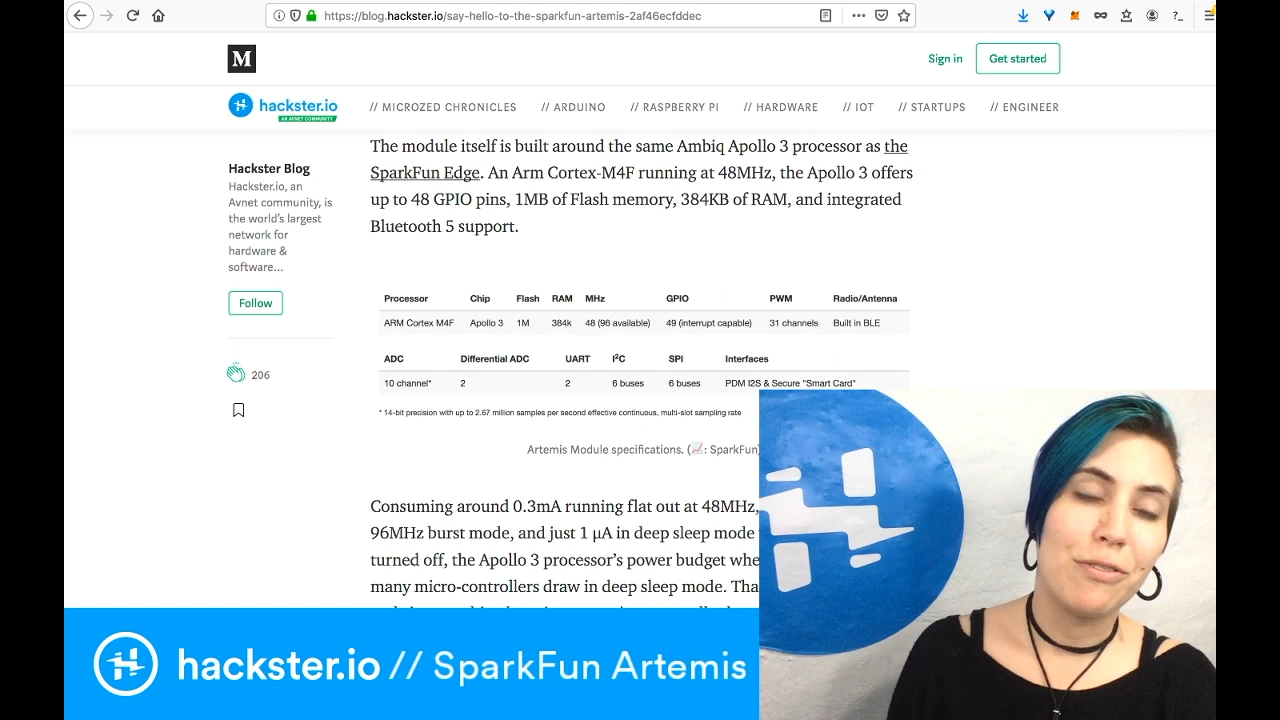 https://blog.hackster.io/say-hello-to-the-sparkfun-artemis-2af46ecfddec
M
Sign in
Get started
hackster.io
AN AVNET COMMUNITY
// MICROZED CHRONICLES // ARDUINO // RASPBERRY PI // HARDWARE // IOT // STARTUPS // ENGINEER
Hackster Blog
Hackster.io, an
Avnet community, is
the world's largest
network for
hardware &
software...
Follow
206
The module itself is built around the same Ambiq Apollo 3 processor as the
SparkFun Edge. An Arm Cortex-M4F running at 48MHz, the Apollo 3 offers
up to 48 GPIO pins, 1MB of Flash memory, 384KB of RAM, and integrated
Bluetooth 5 support.
Processor Chip Flash RAM MHz GPIO PWM Radio/Antenna
ARM Cortex M4F Apollo 3 1M 384k 48 (96 available) 49 (interrupt capable) 31 channels Built in BLE
ADC Differential ADC UART I²C SPI Interfaces
10 channel* 2 2 6 buses 6 buses PDM I2S & Secure "Smart Card"
* 14-bit precision with up to 2.67 million samples per second effective continuous, multi-slot sampling rate
Artemis Module specifications. (📈: SparkFun)
Consuming around 0.3mA running flat out at 48MHz,
96MHz burst mode, and just 1 µA in deep sleep mode
turned off, the Apollo 3 processor's power budget whe
many micro-controllers draw in deep sleep mode. Tha
hackster.io // SparkFun Artemis